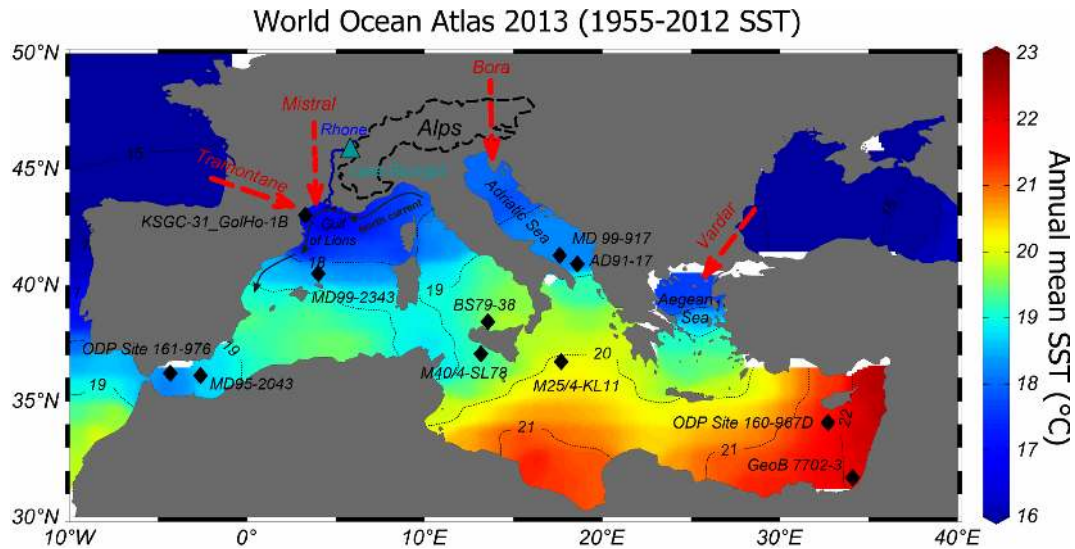 World Ocean Atlas 2013 (1955-2012 SST)
50°N
45°N
40°N
35°N
30°N
10°W
0°
10°E
20°E
30°E
40°E
23
22
21
20
19
18
17
16
Annual mean SST (°C)
Bora
Mistral
Rhone
Alps
Tramontane
15
15
KSGC-31_GolHo-1B
Gulf
of Lions
North current
Adriatic Sea
MD 99-917
AD91-17
Vardar
Aegean
Sea
18
MD99-2343
19
BS79-38
ODP Site 161-976
19
MD95-2043
19
M40/4-SL78
20
M25/4-KL11
ODP Site 160-967D
22
21
21
GeoB 7702-3